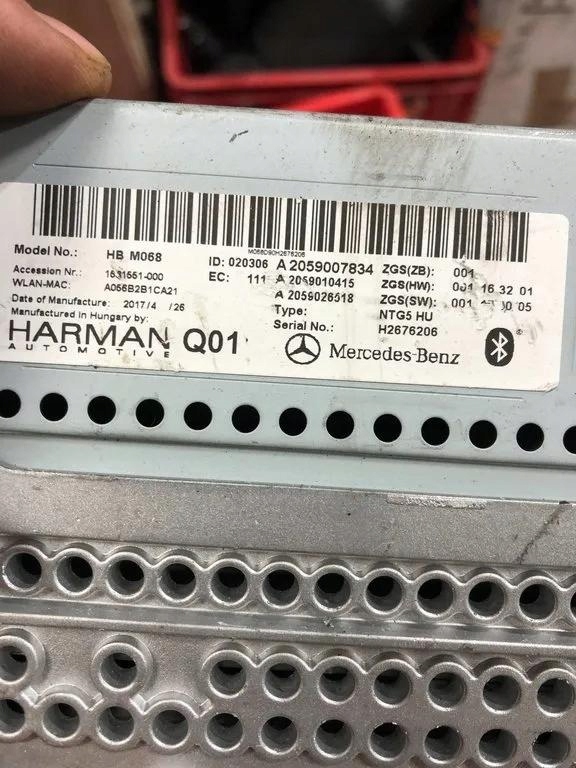 M068D90H2676206
Model No.: HB M068 ID: 020306 A 2059007834 ZGS(ZB): 001
Accession Nr.: 1631551-000 EC: 111 A 2059010415 ZGS(HW): 16 32 01
WLAN-MAC: A056B2B1CA21 A 2059026518 ZGS(SW): 001
Date of Manufacture: 2017/4 /26 Type: NTG5 HU
Manufactured in Hungary by: Serial No.: H2676206
HARMAN Q01 Mercedes-Benz
AUTOMOTIVE